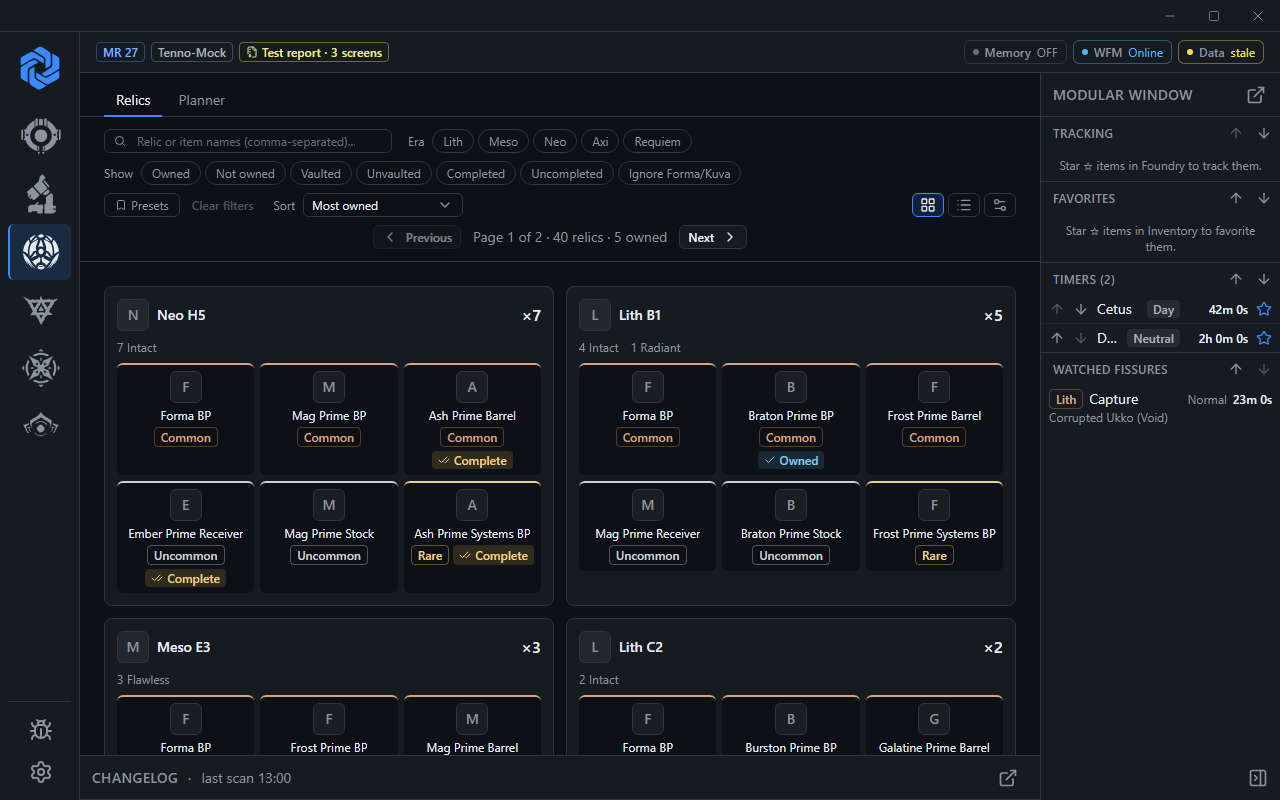 MR 27 Tenno-Mock Test report · 3 screens Memory OFF WFM Online Data stale
Relics Planner
Relic or item names (comma-separated)... Era Lith Meso Neo Axi Requiem
Show Owned Not owned Vaulted Unvaulted Completed Uncompleted Ignore Forma/Kuva
Presets Clear filters Sort Most owned
Previous Page 1 of 2 · 40 relics · 5 owned Next
N Neo H5 ×7
7 Intact
F M A
Forma BP Mag Prime BP Ash Prime Barrel
Common Common Common
Complete
E M A
Ember Prime Receiver Mag Prime Stock Ash Prime Systems BP
Uncommon Uncommon Rare Complete
Complete
L Lith B1 ×5
4 Intact 1 Radiant
F B F
Forma BP Braton Prime BP Frost Prime Barrel
Common Common Common
Owned
M B F
Mag Prime Receiver Braton Prime Stock Frost Prime Systems BP
Uncommon Uncommon Rare
M Meso E3 ×3
3 Flawless
F F M
Forma BP Frost Prime BP Mag Prime Barrel
L Lith C2 ×2
2 Intact
F B G
Forma BP Burston Prime BP Galatine Prime Barrel
CHANGELOG · last scan 13:00
MODULAR WINDOW
TRACKING
Star ☆ items in Foundry to track them.
FAVORITES
Star ☆ items in Inventory to favorite
them.
TIMERS (2)
Cetus Day 42m 0s
D... Neutral 2h 0m 0s
WATCHED FISSURES
Lith Capture Normal 23m 0s
Corrupted Ukko (Void)